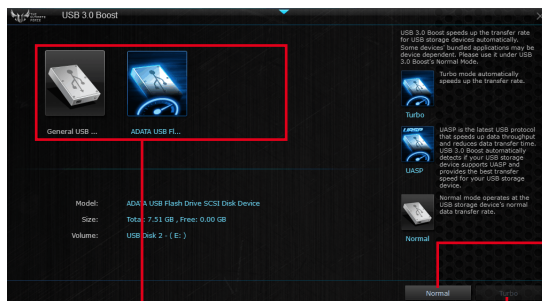 THE ULTIMATE FORCE
USB 3.0 Boost
USB 3.0 Boost speeds up the transfer rate
for USB storage devices automatically.
Some devices' bundled applications may be
device dependent. Please use it under USB
3.0 Boost's Normal Mode.
Turbo mode automatically
speeds up the transfer rate.
Turbo
General USB ...
ADATA USB Fl...
UASP
UASP is the latest USB protocol
that speeds up data throughput
and reduces data transfer time.
USB 3.0 Boost automatically
detects if your USB storage
device supports UASP and
provides the best transfer
speed for your USB storage
device.
UASP
Normal mode operates at the
USB storage device's normal
data transfer rate.
Normal
Model: ADATA USB Flash Drive SCSI Disk Device
Size: Total: 7.51 GB , Free: 0.00 GB
Volume: USB Disk 2 - ( E: )
Normal
Turbo